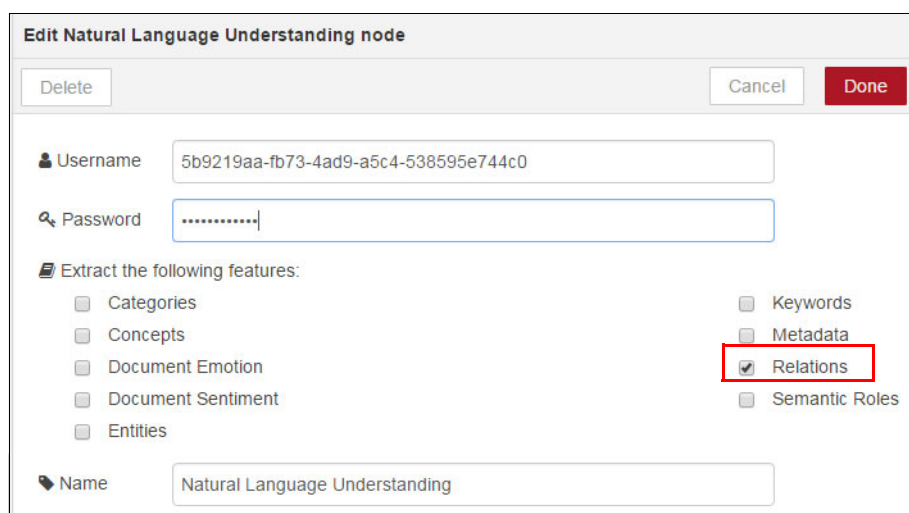 Edit Natural Language Understanding node
Delete Cancel Done
Username 5b9219aa-fb73-4ad9-a5c4-538595e744c0
Password ••••••••••••
Extract the following features:
Categories Keywords
Concepts Metadata
Document Emotion Relations
Document Sentiment Semantic Roles
Entities
Name Natural Language Understanding